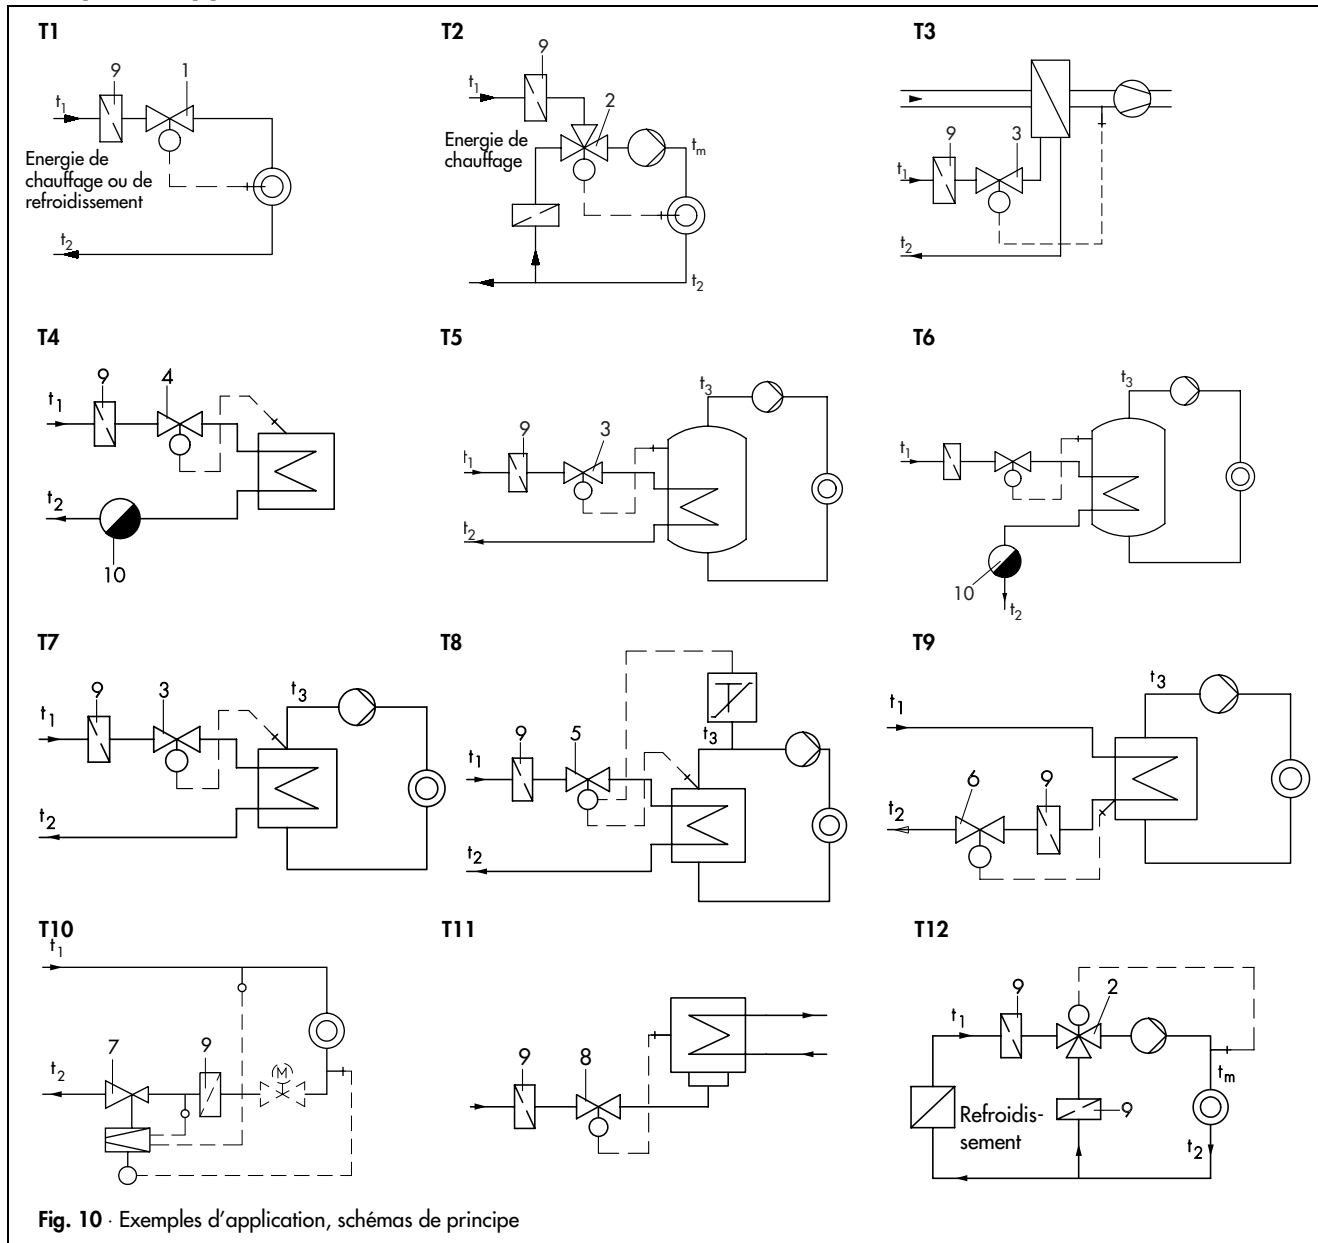 T1
9
1
t1
Energie de
chauffage ou de
refroidissement
t2
T2
9
t1
2
Energie de
chauffage
tm
t2
T3
9
3
t1
t2
T4
9
4
t1
t2
10
T5
t3
9
3
t1
t2
T6
t3
t1
10
t2
T7
9
3
t3
t1
t2
T8
9
5
t3
t1
t2
T9
t3
t1
6
9
t2
T10
t1
7
9
M
t2
T11
9
8
T12
9
2
t1
tm
9
Refroidis-
sement
t2
Fig. 10 · Exemples d’application, schémas de principe